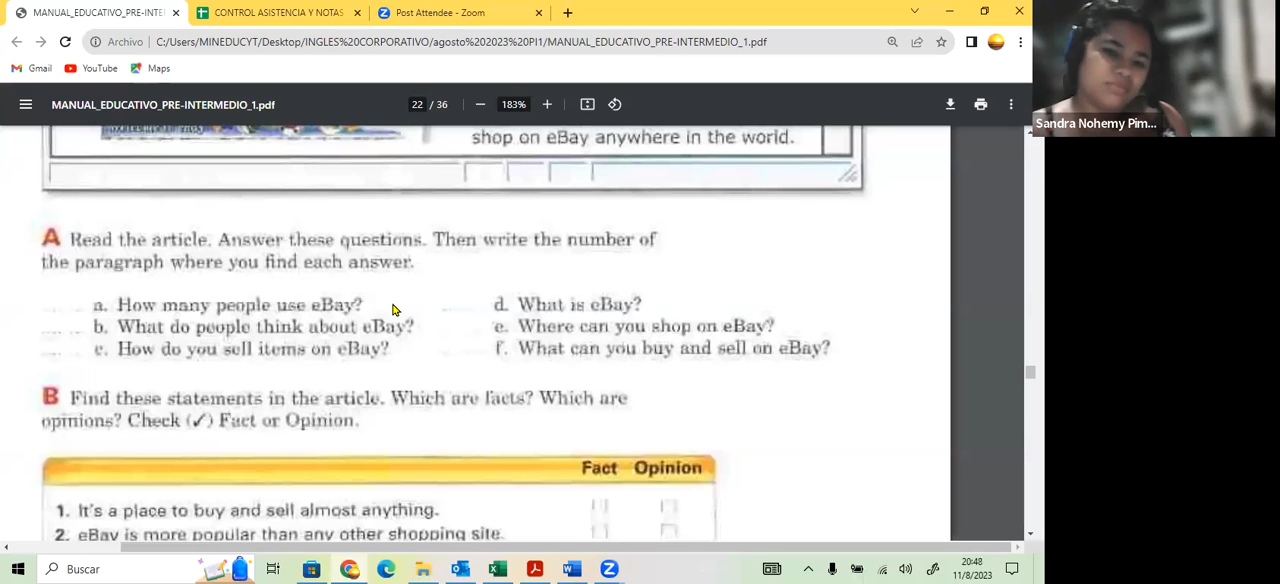 MANUAL_EDUCATIVO_PRE-INTER
CONTROL ASISTENCIA Y NOTAS
Post Attendee - Zoom
Archivo
C:/Users/MINEDUCYT/Desktop/INGLES%20CORPORATIVO/agosto%202023%20PI1/MANUAL_EDUCATIVO_PRE-INTERMEDIO_1.pdf
Gmail
YouTube
Maps
MANUAL_EDUCATIVO_PRE-INTERMEDIO_1.pdf
22 / 36
183%
Sandra Nohemy Pim...
shop on eBay anywhere in the world.
A Read the article. Answer these questions. Then write the number of
the paragraph where you find each answer.
a. How many people use eBay?
b. What do people think about eBay?
c. How do you sell items on eBay?
d. What is eBay?
e. Where can you shop on eBay?
f. What can you buy and sell on eBay?
B Find these statements in the article. Which are facts? Which are
opinions? Check (✓) Fact or Opinion.
Fact Opinion
1. It's a place to buy and sell almost anything.
2. eBay is more popular than any other shopping site.
Buscar
20:48
11/8/2023